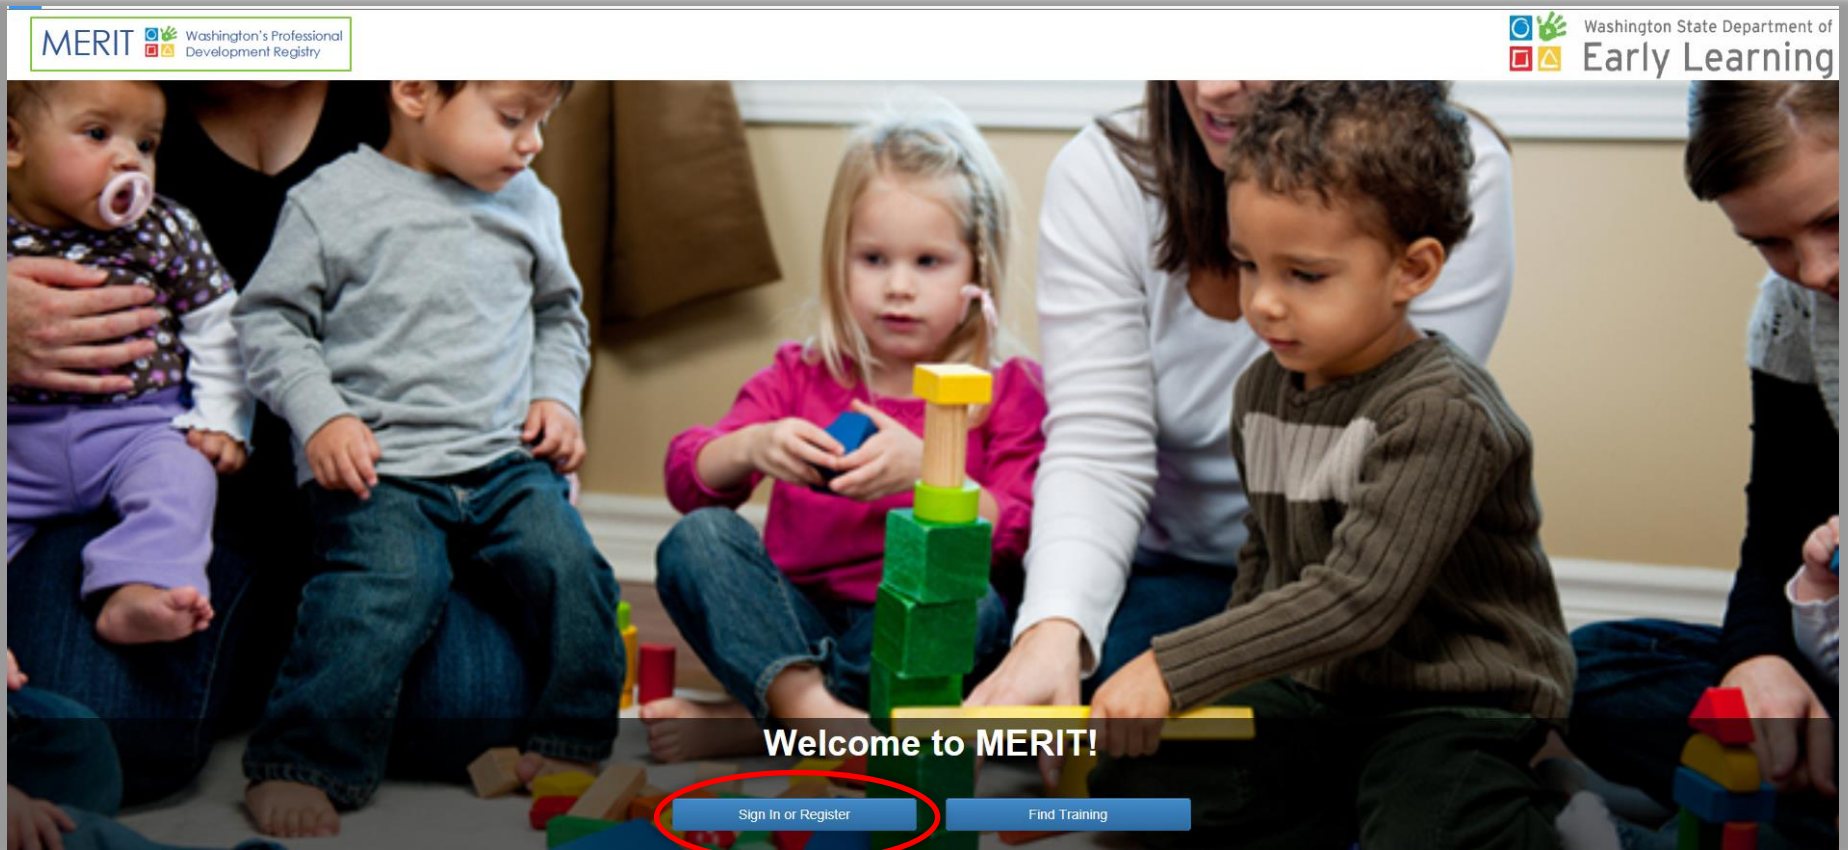 MERIT
Washington's Professional
Development Registry
Washington State Department of
Early Learning
Welcome to MERIT!
Sign In or Register
Find Training